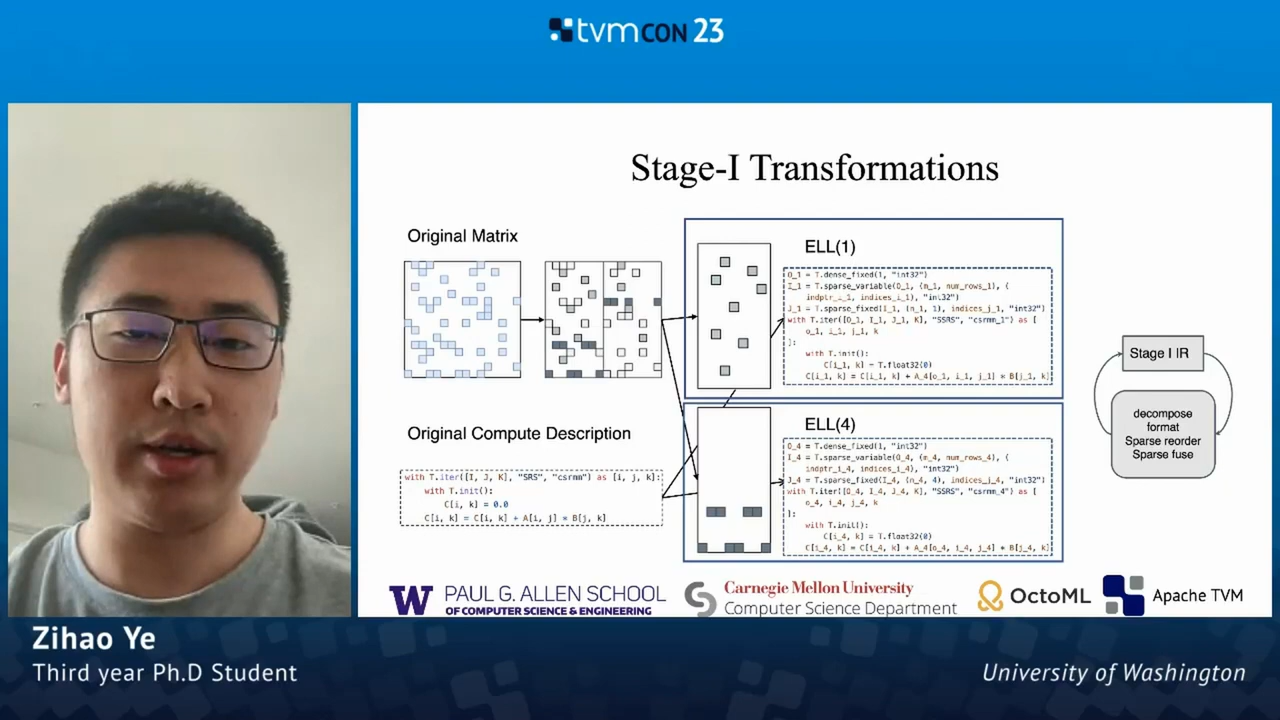 tvmCON 23
Stage-I Transformations
Original Matrix
Original Compute Description
with T.iter([I, J, K], "SRS", "csrmm") as [i, j, k]:
with T.init():
C[i, k] = 0.0
C[i, k] = C[i, k] + A[i, j] * B[j, k]
ELL(1)
O_1 = T.dense_fixed(1, "int32")
I_1 = T.sparse_variable(O_1, (n_1, num_rows_1), (
indptr_i_1, indices_i_1), "int32")
J_1 = T.sparse_fixed(I_1, (n_1, 1), indices_j_1, "int32")
with T.iter([O_1, I_1, J_1, K], "SSRS", "csrmm_1") as [
o_1, i_1, j_1, k
]:
with T.init():
C[i_1, k] = T.float32(0)
C[i_1, k] = C[i_1, k] + A_4[o_1, i_1, j_1] * B[j_1, k]
ELL(4)
O_4 = T.dense_fixed(1, "int32")
I_4 = T.sparse_variable(O_4, (m_4, num_rows_4), (
indptr_i_4, indices_i_4), "int32")
J_4 = T.sparse_fixed(I_4, (n_4, 4), indices_j_4, "int32")
with T.iter([O_4, I_4, J_4, K], "SSRS", "csrmm_4") as [
o_4, i_4, j_4, k
]:
with T.init():
C[i_4, k] = T.float32(0)
C[i_4, k] = C[i_4, k] + A_4[o_4, i_4, j_4] * B[j_4, k]
Stage I IR
decompose
format
Sparse reorder
Sparse fuse
W PAUL G. ALLEN SCHOOL
OF COMPUTER SCIENCE & ENGINEERING
Carnegie Mellon University
Computer Science Department
OctoML
Apache TVM
Zihao Ye
Third year Ph.D Student
University of Washington